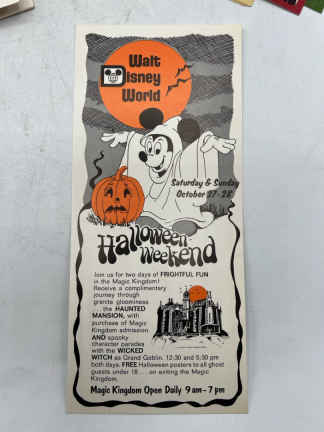 Walt
Disney
World
Saturday & Sunday
October 27-28
Halloween
Weekend
Join us for two days of FRIGHTFUL FUN
in the Magic Kingdom!
Receive a complimentary
journey through
granite gloominess
. . . the HAUNTED
MANSION, with
purchase of Magic
Kingdom admission
AND spooky
character parades
with the WICKED
WITCH as Grand Goblin. 12:30 and 5:30 pm
both days. FREE Halloween posters to all ghost
guests under 18 . . . on exiting the Magic
Kingdom.
Magic Kingdom Open Daily 9 am - 7 pm